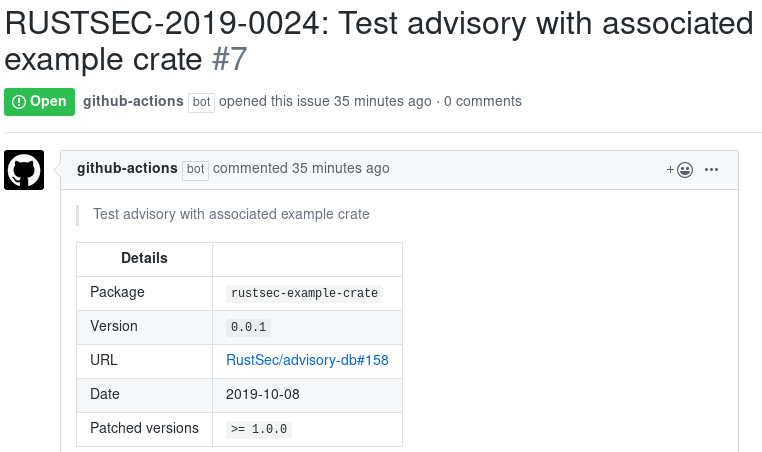 RUSTSEC-2019-0024: Test advisory with associated
example crate #7
Open github-actions bot opened this issue 35 minutes ago · 0 comments
github-actions bot commented 35 minutes ago
Test advisory with associated example crate
Details
Package rustsec-example-crate
Version 0.0.1
URL RustSec/advisory-db#158
Date 2019-10-08
Patched versions >= 1.0.0